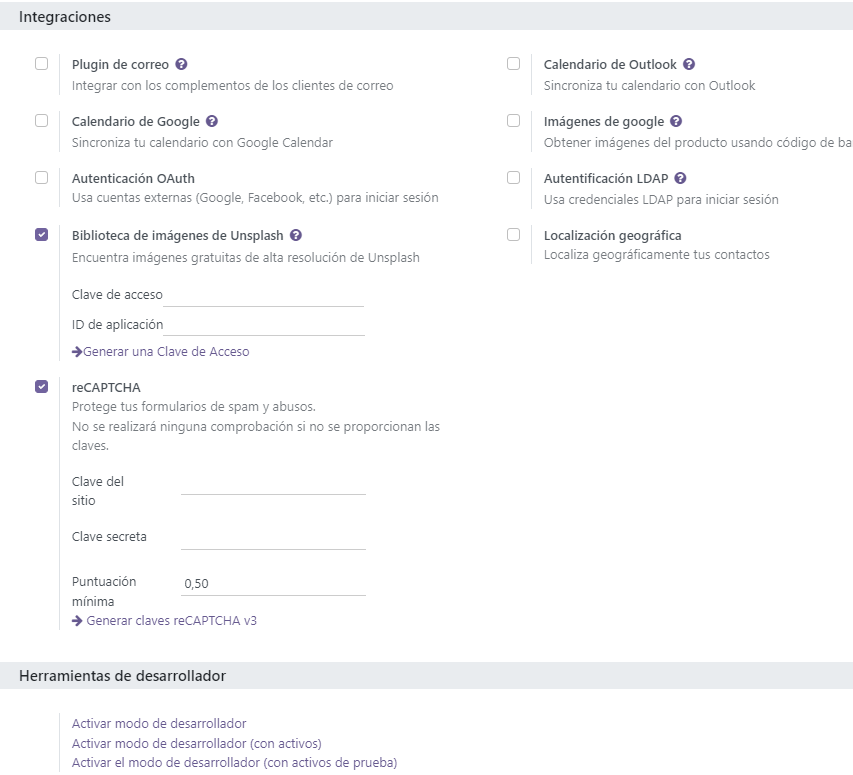 Integraciones
Plugin de correo
Integrar con los complementos de los clientes de correo
Calendario de Outlook
Sincroniza tu calendario con Outlook
Calendario de Google
Sincroniza tu calendario con Google Calendar
Imágenes de google
Obtener imágenes del producto usando código de ba
Autenticación OAuth
Usa cuentas externas (Google, Facebook, etc.) para iniciar sesión
Autentificación LDAP
Usa credenciales LDAP para iniciar sesión
Biblioteca de imágenes de Unsplash
Encuentra imágenes gratuitas de alta resolución de Unsplash
Localización geográfica
Localiza geográficamente tus contactos
Clave de acceso
ID de aplicación
Generar una Clave de Acceso
reCAPTCHA
Protege tus formularios de spam y abusos.
No se realizará ninguna comprobación si no se proporcionan las
claves.
Clave del
sitio
Clave secreta
Puntuación
mínima
0,50
Generar claves reCAPTCHA v3
Herramientas de desarrollador
Activar modo de desarrollador
Activar modo de desarrollador (con activos)
Activar el modo de desarrollador (con activos de prueba)